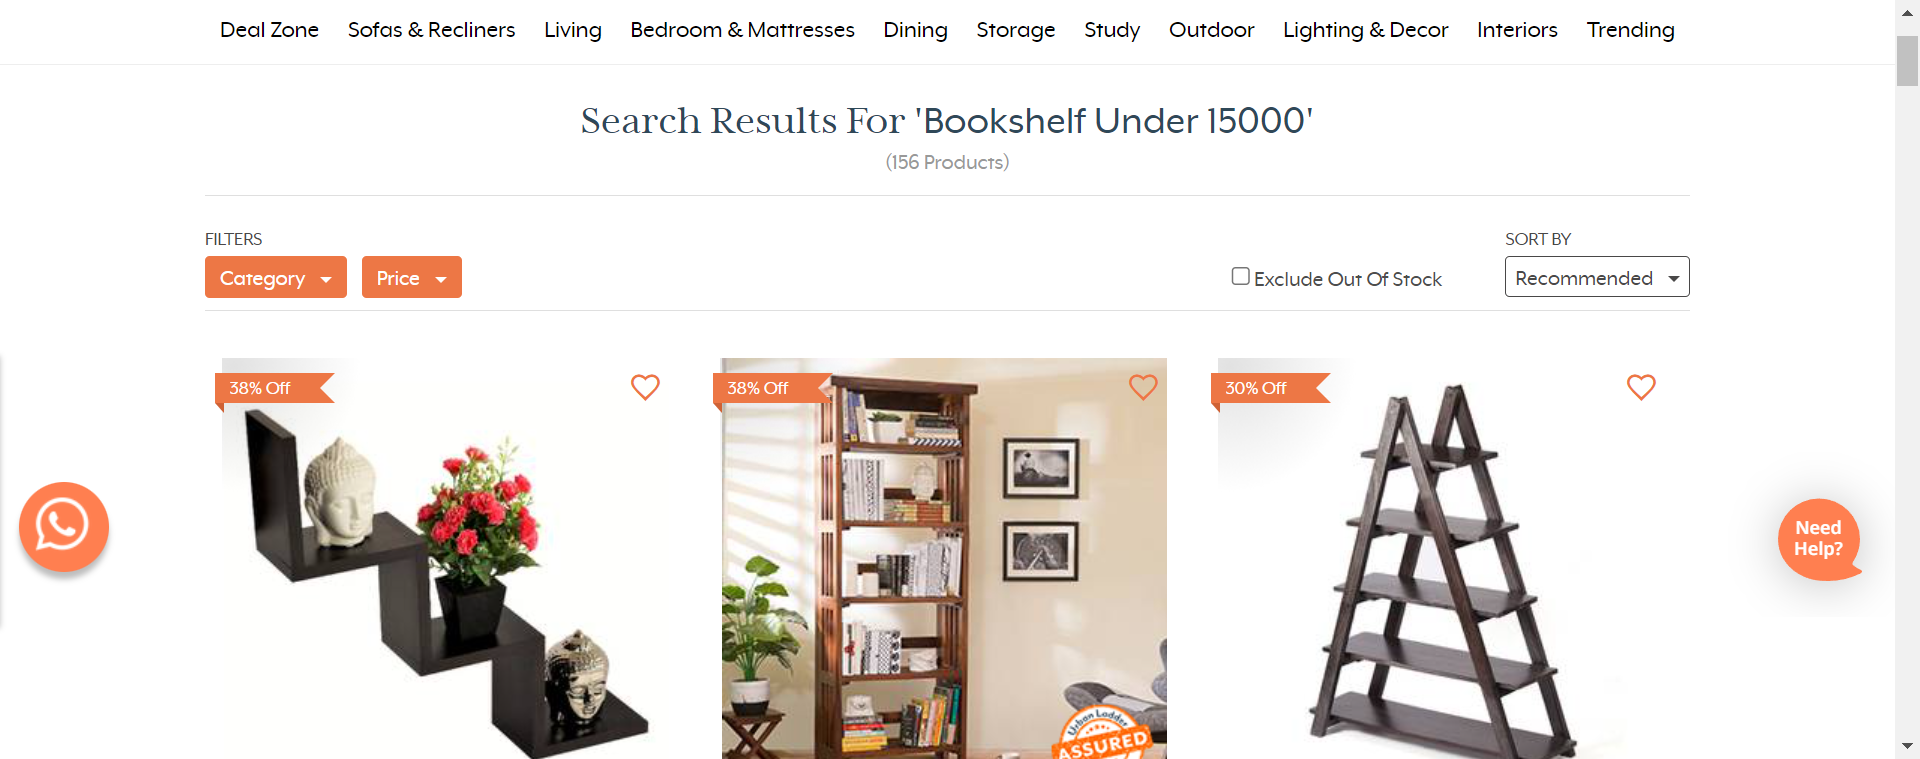 Deal Zone Sofas & Recliners Living Bedroom & Mattresses Dining Storage Study Outdoor Lighting & Decor Interiors Trending
Search Results For 'Bookshelf Under 15000'
(156 Products)
FILTERS
Category
Price
Exclude Out Of Stock
SORT BY
Recommended
38% Off
38% Off
30% Off
Need
Help?
Urban Ladder
ASSURED